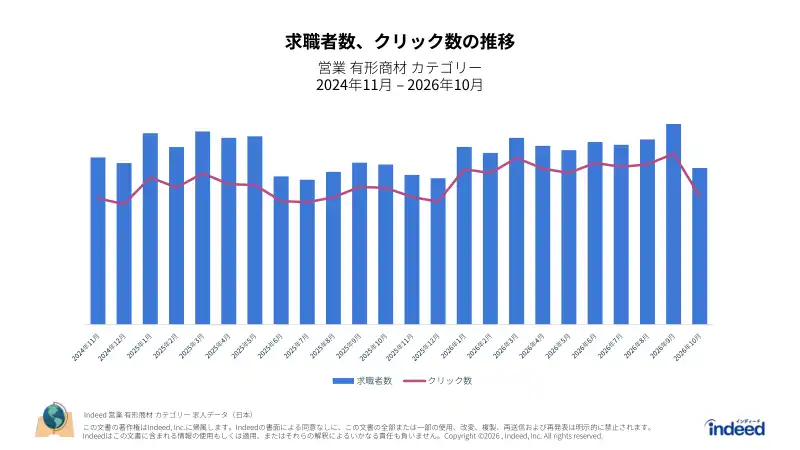 求職者数、クリック数の推移
営業 有形商材 カテゴリー
2024年11月 – 2026年10月
2024年11月
2024年12月
2025年1月
2025年2月
2025年3月
2025年4月
2025年5月
2025年6月
2025年7月
2025年8月
2025年9月
2025年10月
2025年11月
2025年12月
2026年1月
2026年2月
2026年3月
2026年4月
2026年5月
2026年6月
2026年7月
2026年8月
2026年9月
2026年10月
求職者数 クリック数
Indeed 営業 有形商材 カテゴリー 求人データ（日本）
この文書の著作権はIndeed, Inc.に帰属します。Indeedの書面による同意なしに、この文書の全部または一部の使用、改変、複製、再送信および再発表は明示的に禁止されます。
Indeedはこの文書に含まれる情報の使用もしくは適用、またはそれらの解釈によるいかなる責任も負いません。Copyright ©2026 , Indeed, Inc. All rights reserved.
インディード
indeed